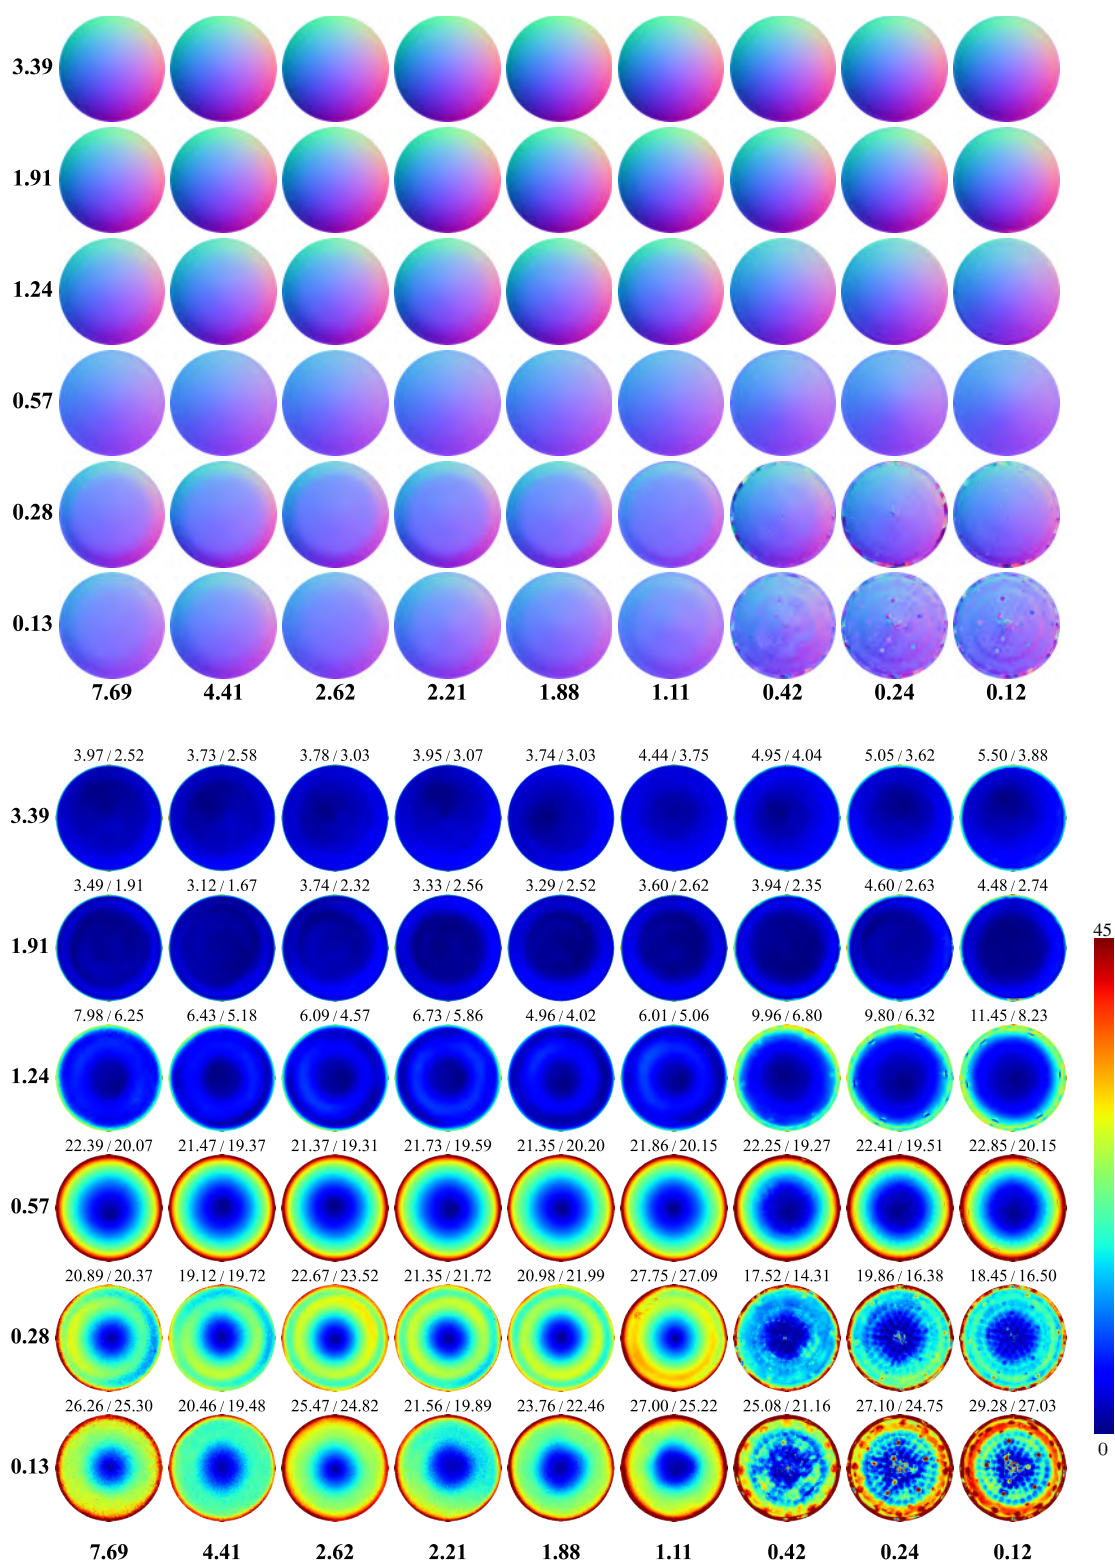 3.39
1.91
1.24
0.57
0.28
0.13
7.69 4.41 2.62 2.21 1.88 1.11 0.42 0.24 0.12
3.97 / 2.52 3.73 / 2.58 3.78 / 3.03 3.95 / 3.07 3.74 / 3.03 4.44 / 3.75 4.95 / 4.04 5.05 / 3.62 5.50 / 3.88
3.39
3.49 / 1.91 3.12 / 1.67 3.74 / 2.32 3.33 / 2.56 3.29 / 2.52 3.60 / 2.62 3.94 / 2.35 4.60 / 2.63 4.48 / 2.74
45
1.91
7.98 / 6.25 6.43 / 5.18 6.09 / 4.57 6.73 / 5.86 4.96 / 4.02 6.01 / 5.06 9.96 / 6.80 9.80 / 6.32 11.45 / 8.23
1.24
22.39 / 20.07 21.47 / 19.37 21.37 / 19.31 21.73 / 19.59 21.35 / 20.20 21.86 / 20.15 22.25 / 19.27 22.41 / 19.51 22.85 / 20.15
0.57
20.89 / 20.37 19.12 / 19.72 22.67 / 23.52 21.35 / 21.72 20.98 / 21.99 27.75 / 27.09 17.52 / 14.31 19.86 / 16.38 18.45 / 16.50
0.28
26.26 / 25.30 20.46 / 19.48 25.47 / 24.82 21.56 / 19.89 23.76 / 22.46 27.00 / 25.22 25.08 / 21.16 27.10 / 24.75 29.28 / 27.03
0
0.13
7.69 4.41 2.62 2.21 1.88 1.11 0.42 0.24 0.12